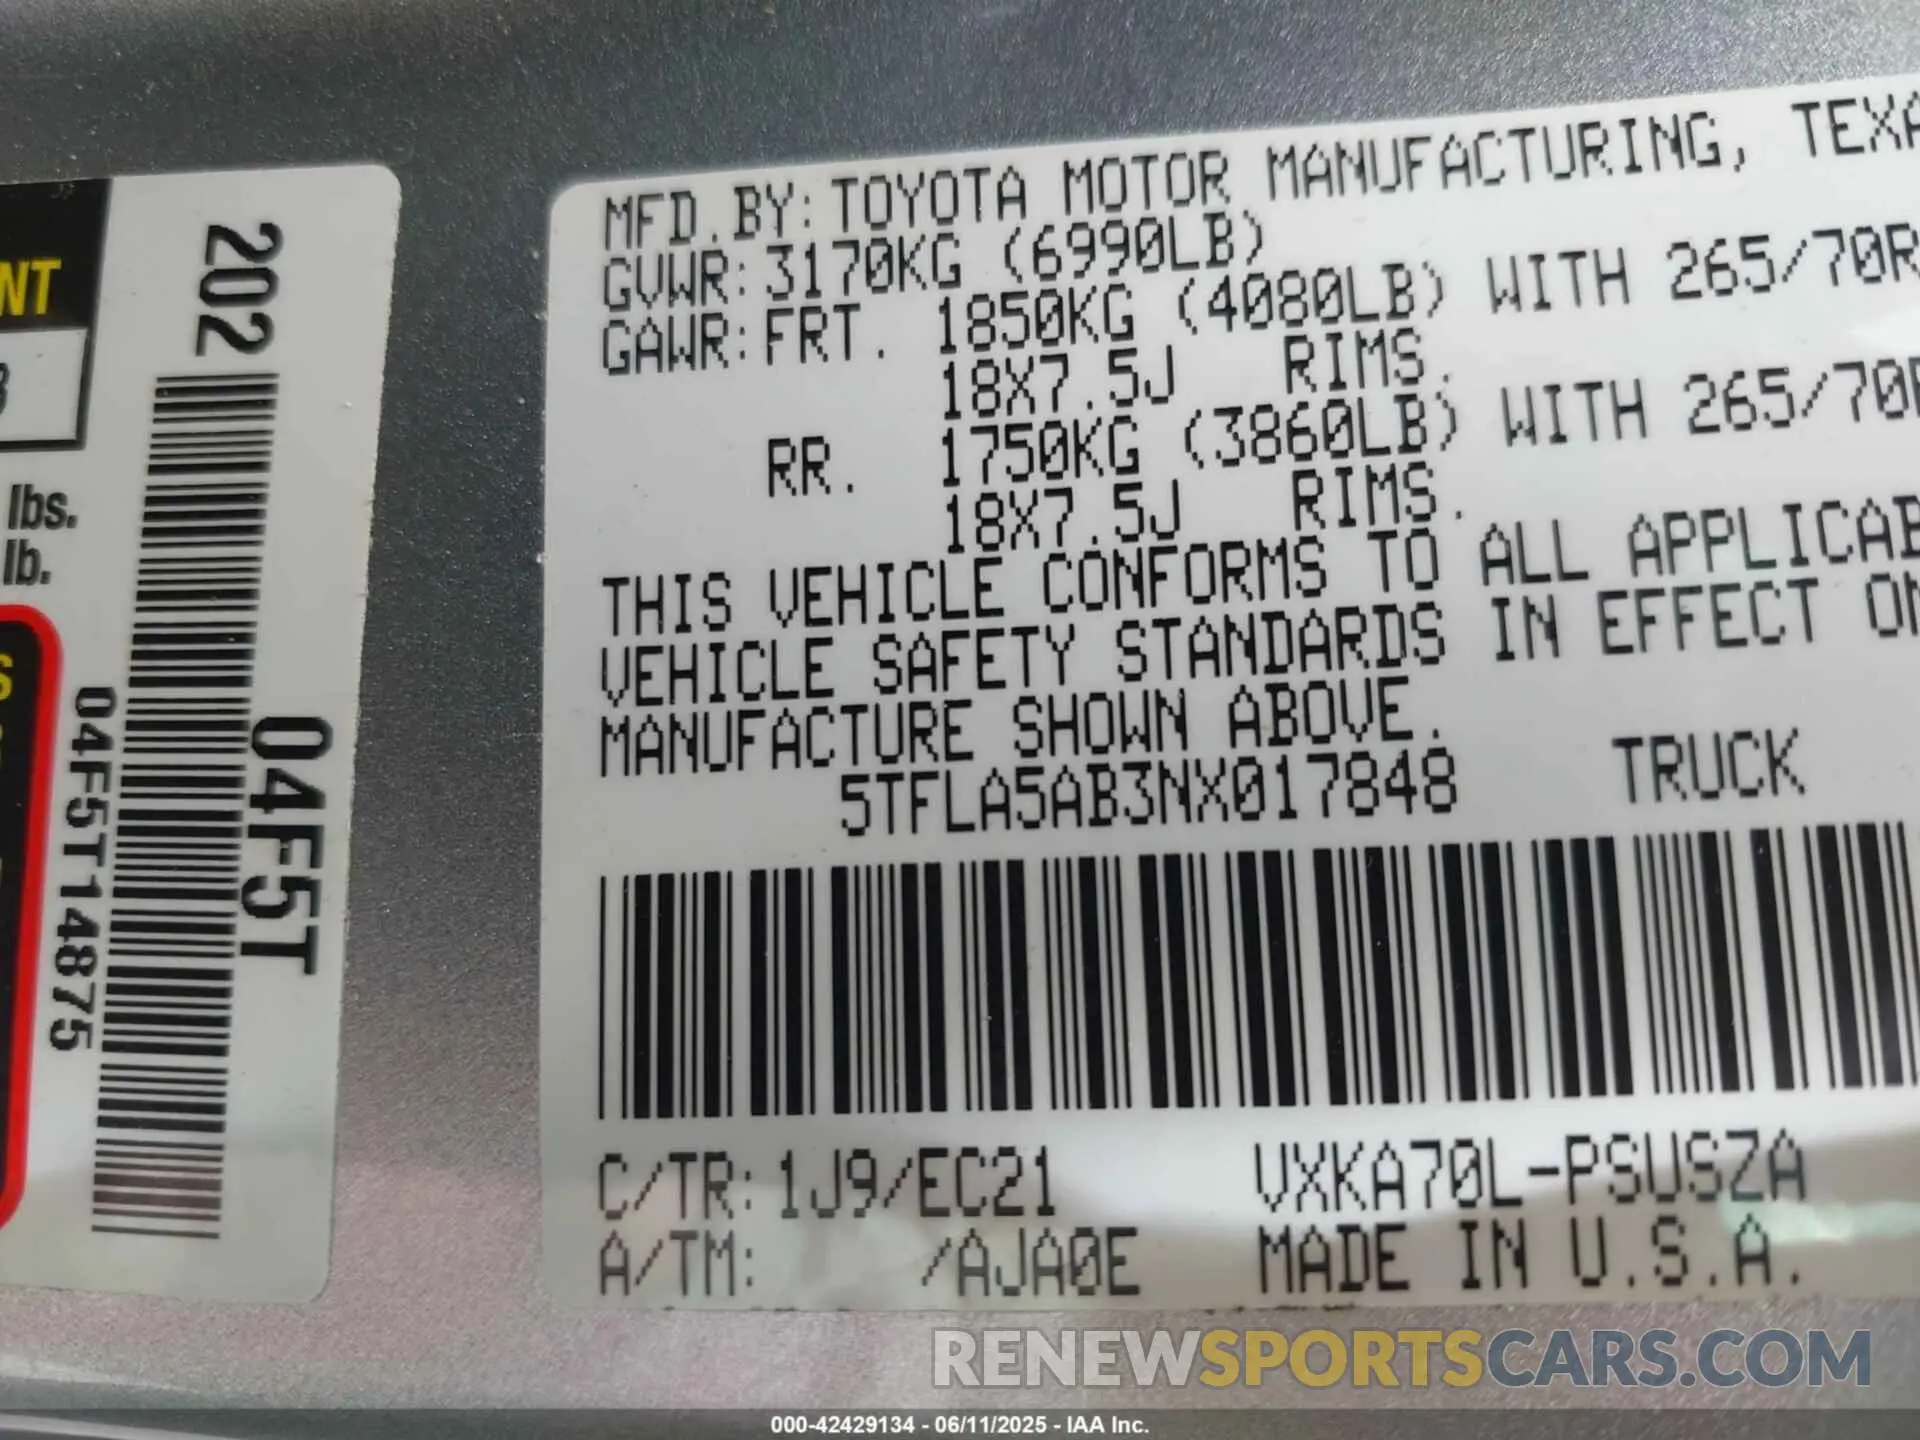 NT
202
lbs.
lb.
04F5T14875
04F5T
MFD.BY:TOYOTA MOTOR MANUFACTURING, TEXA
GVWR:3170KG (6990LB)
GAWR:FRT. 1850KG (4080LB) WITH 265/70R
18X7.5J RIMS.
RR. 1750KG (3860LB) WITH 265/70R
18X7.5J RIMS.
THIS VEHICLE CONFORMS TO ALL APPLICAB
VEHICLE SAFETY STANDARDS IN EFFECT ON
MANUFACTURE SHOWN ABOVE.
5TFLA5AB3NX017848 TRUCK
C/TR:1J9/EC21 VXKA70L-PSUSZA
A/TM: /AJA0E MADE IN U.S.A.
RENEWSPORTSCARS.COM
000-42429134 - 06/11/2025 - IAA Inc.